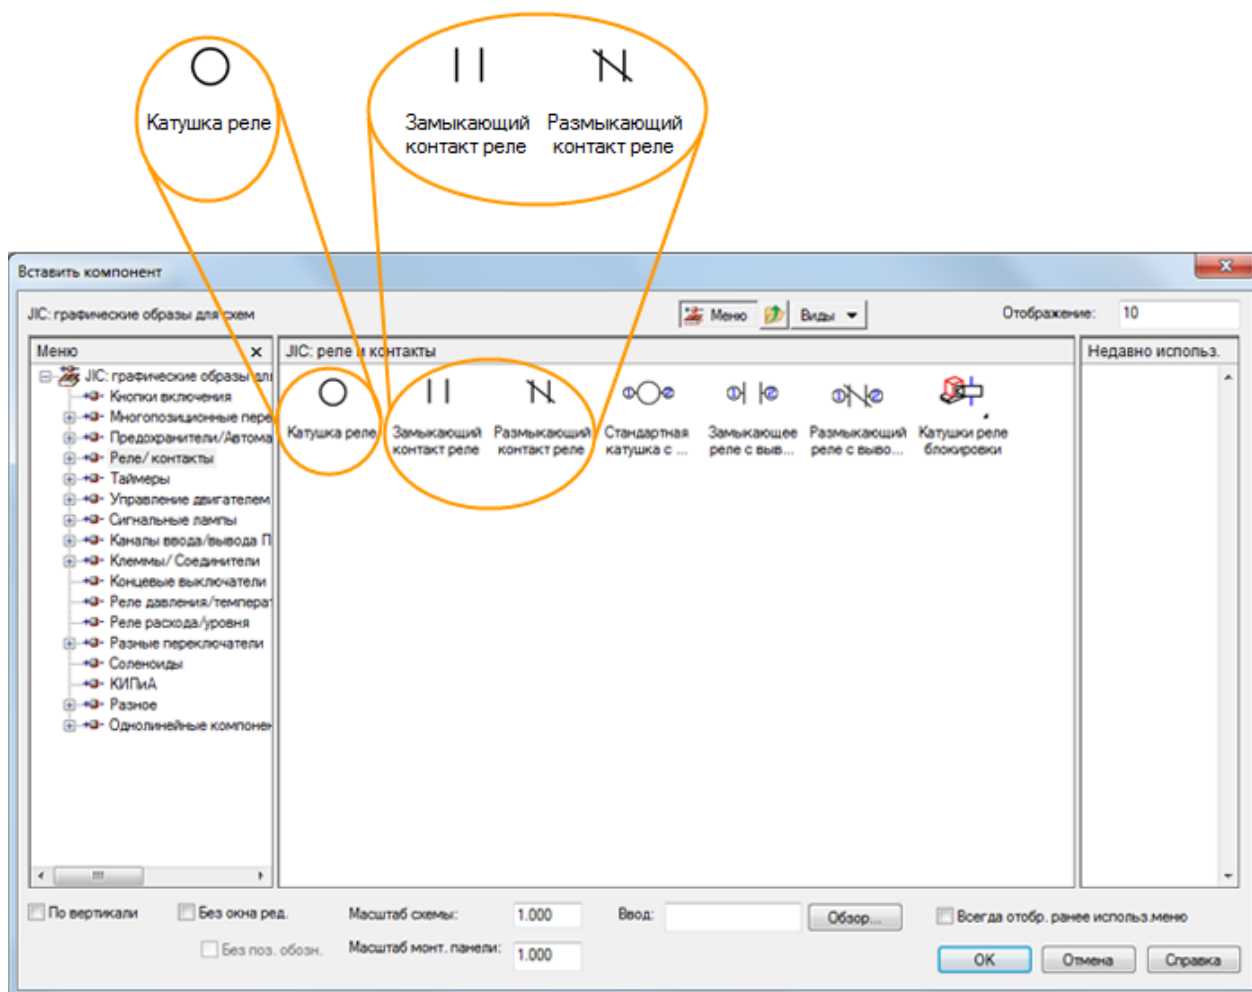 Катушка реле
Замыкающий контакт реле
Размыкающий контакт реле
Вставить компонент
JIC: графические образы для схем
Меню
Виды
Отображение:
10
Меню
JIC: графические образы для
Кнопки включения
Многопозиционные пере
Предохранители/Автома
Реле/контакты
Таймеры
Управление двигателем
Сигнальные лампы
Каналы ввода/вывода П
Клеммы/Соединители
Концевые выключатели
Реле давления/температ
Реле расхода/уровня
Разные переключатели
Соленоиды
КИПиА
Разное
Однолинейные компонен
JIC: реле и контакты
Катушка реле
Замыкающий контакт реле
Размыкающий контакт реле
Стандартная катушка с ...
Замыкающее реле с выв...
Размыкающий реле с выво...
Катушки реле блокировки
Недавно использ.
По вертикали
Без окна ред.
Без поз. обозн.
Масштаб схемы:
1.000
Масштаб монт. панели:
1.000
Ввод:
Обзор...
Всегда отобр. ранее использ.меню
OK
Отмена
Справка